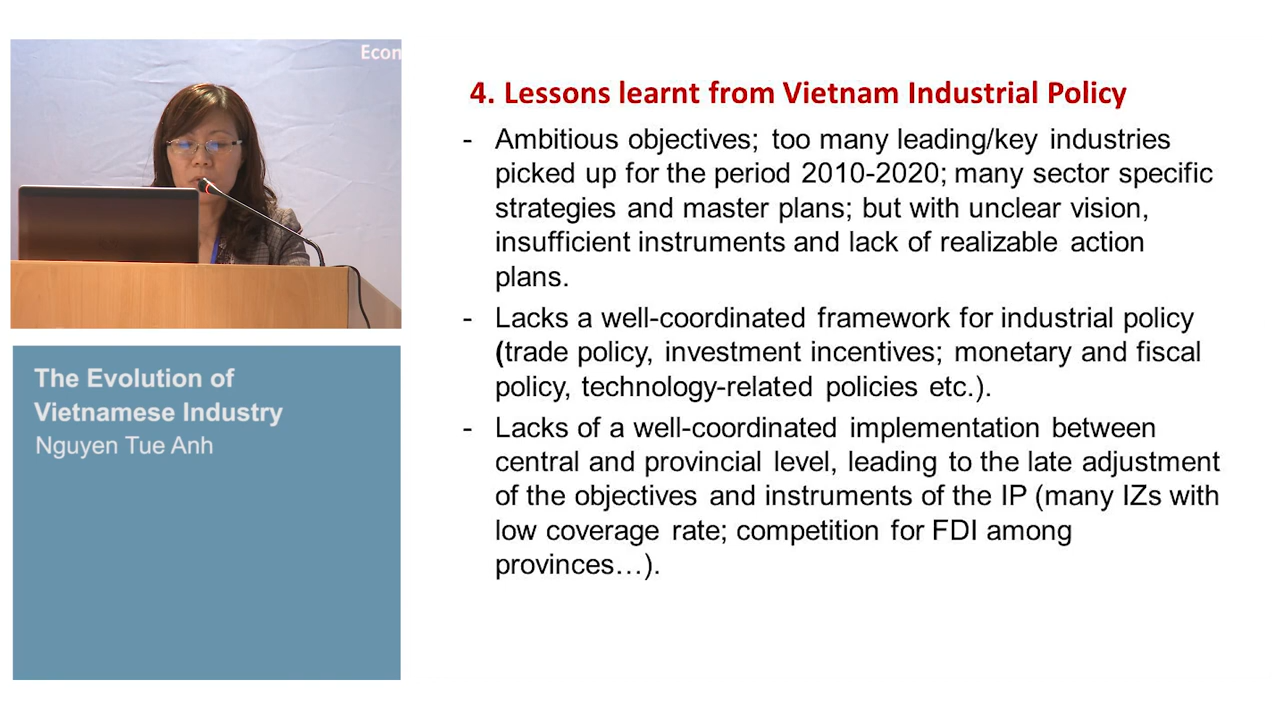 Econ
4. Lessons learnt from Vietnam Industrial Policy
- Ambitious objectives; too many leading/key industries
picked up for the period 2010-2020; many sector specific
strategies and master plans; but with unclear vision,
insufficient instruments and lack of realizable action
plans.
- Lacks a well-coordinated framework for industrial policy
(trade policy, investment incentives; monetary and fiscal
policy, technology-related policies etc.).
- Lacks of a well-coordinated implementation between
central and provincial level, leading to the late adjustment
of the objectives and instruments of the IP (many IZs with
low coverage rate; competition for FDI among
provinces…).
The Evolution of
Vietnamese Industry
Nguyen Tue Anh